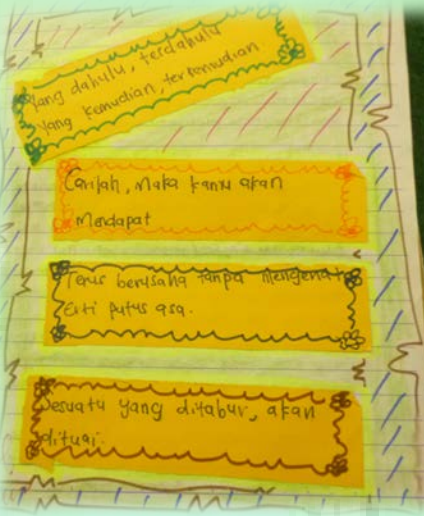 Yang dahulu, terdahulu
Yang kemudian, terkemudian.
Carilah, maka kamu akan
Mendapat
Terus berusaha tanpa mengenal
Erti putus asa.
Sesuatu yang ditabur, akan
dituai.